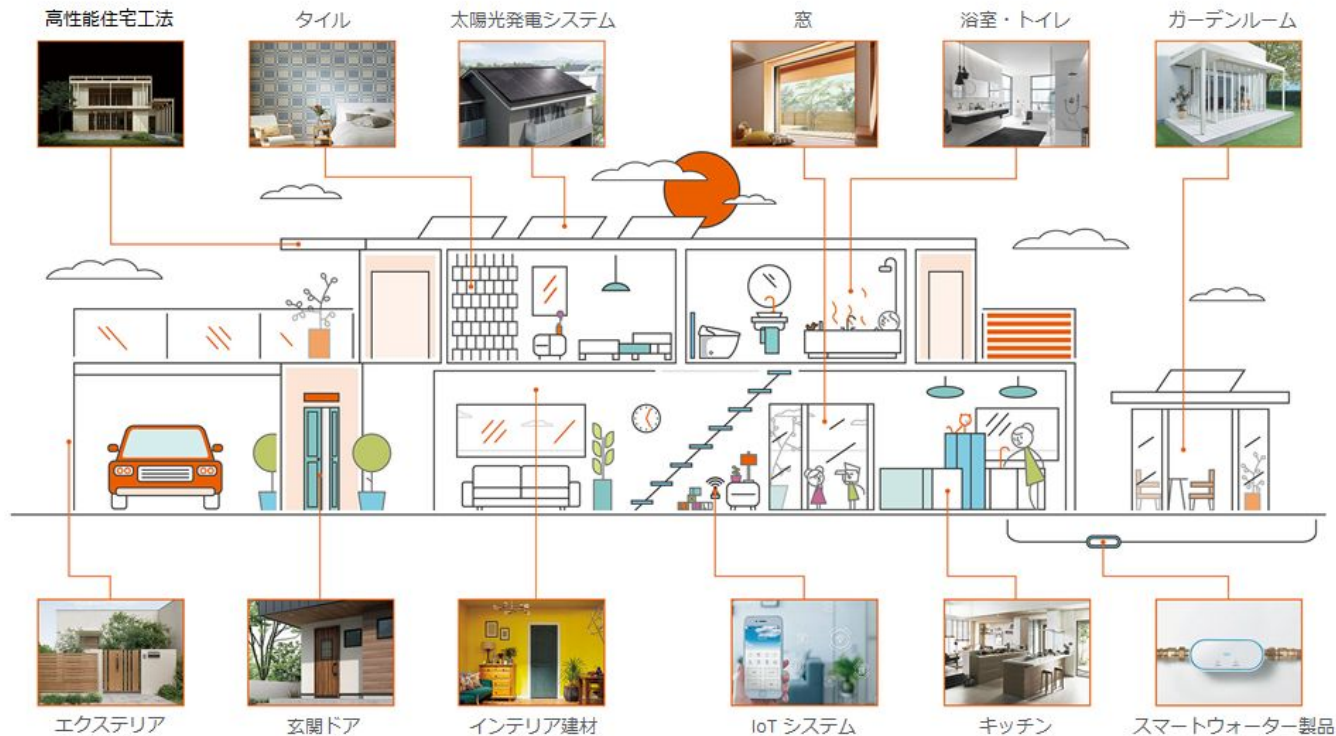 高性能住宅工法
タイル
太陽光発電システム
窓
浴室・トイレ
ガーデンルーム
エクステリア
玄関ドア
インテリア建材
IoT システム
キッチン
スマートウォーター製品